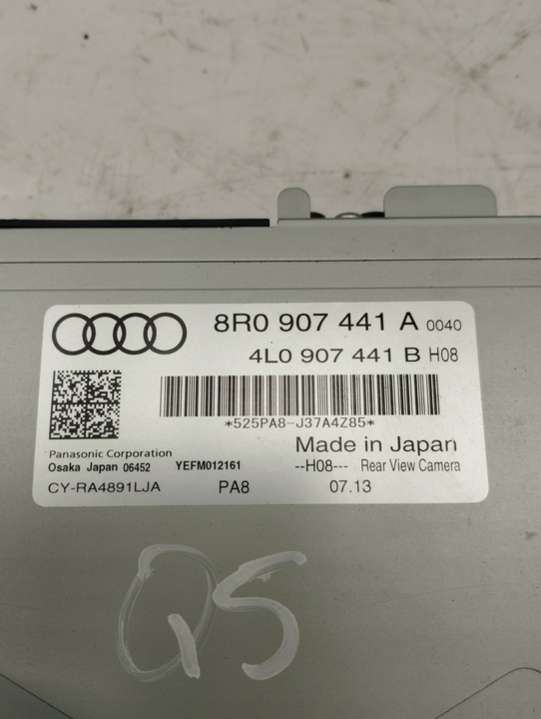 8R0 907 441 A 0040
4L0 907 441 B H08
*525PA8-J37A4Z85*
Panasonic Corporation
Made in Japan
Osaka Japan 06452 YEFM012161
--H08--- Rear View Camera
CY-RA4891LJA PA8 07.13
Q5